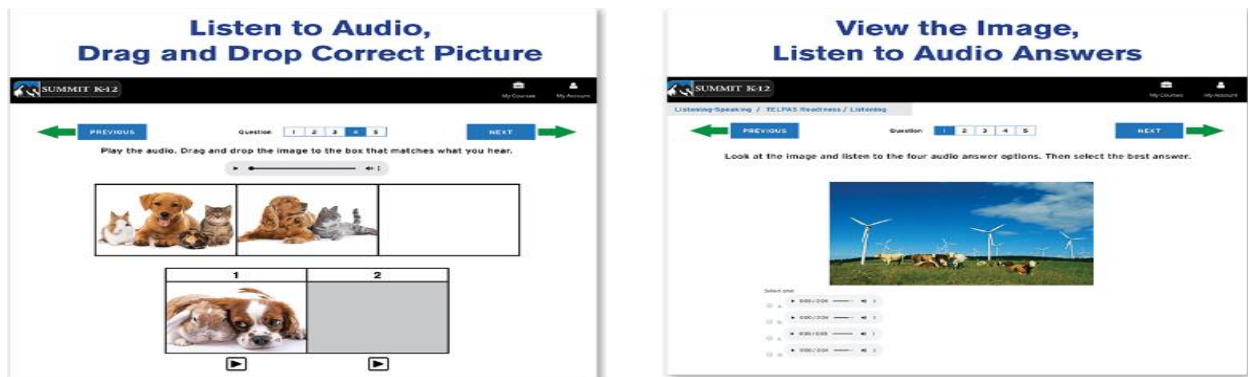 Listen to Audio,
Drag and Drop Correct Picture
SUMMIT K-12
My Courses
My Account
PREVIOUS
Question
1 2 3 4 5
NEXT
Play the audio. Drag and drop the image to the box that matches what you hear.
1
2
View the Image,
Listen to Audio Answers
SUMMIT K-12
My Courses
My Account
Listening-Speaking / TELPAS Readiness / Listening
PREVIOUS
Question
1 2 3 4 5
NEXT
Look at the image and listen to the four audio answer options. Then select the best answer.
Select one: